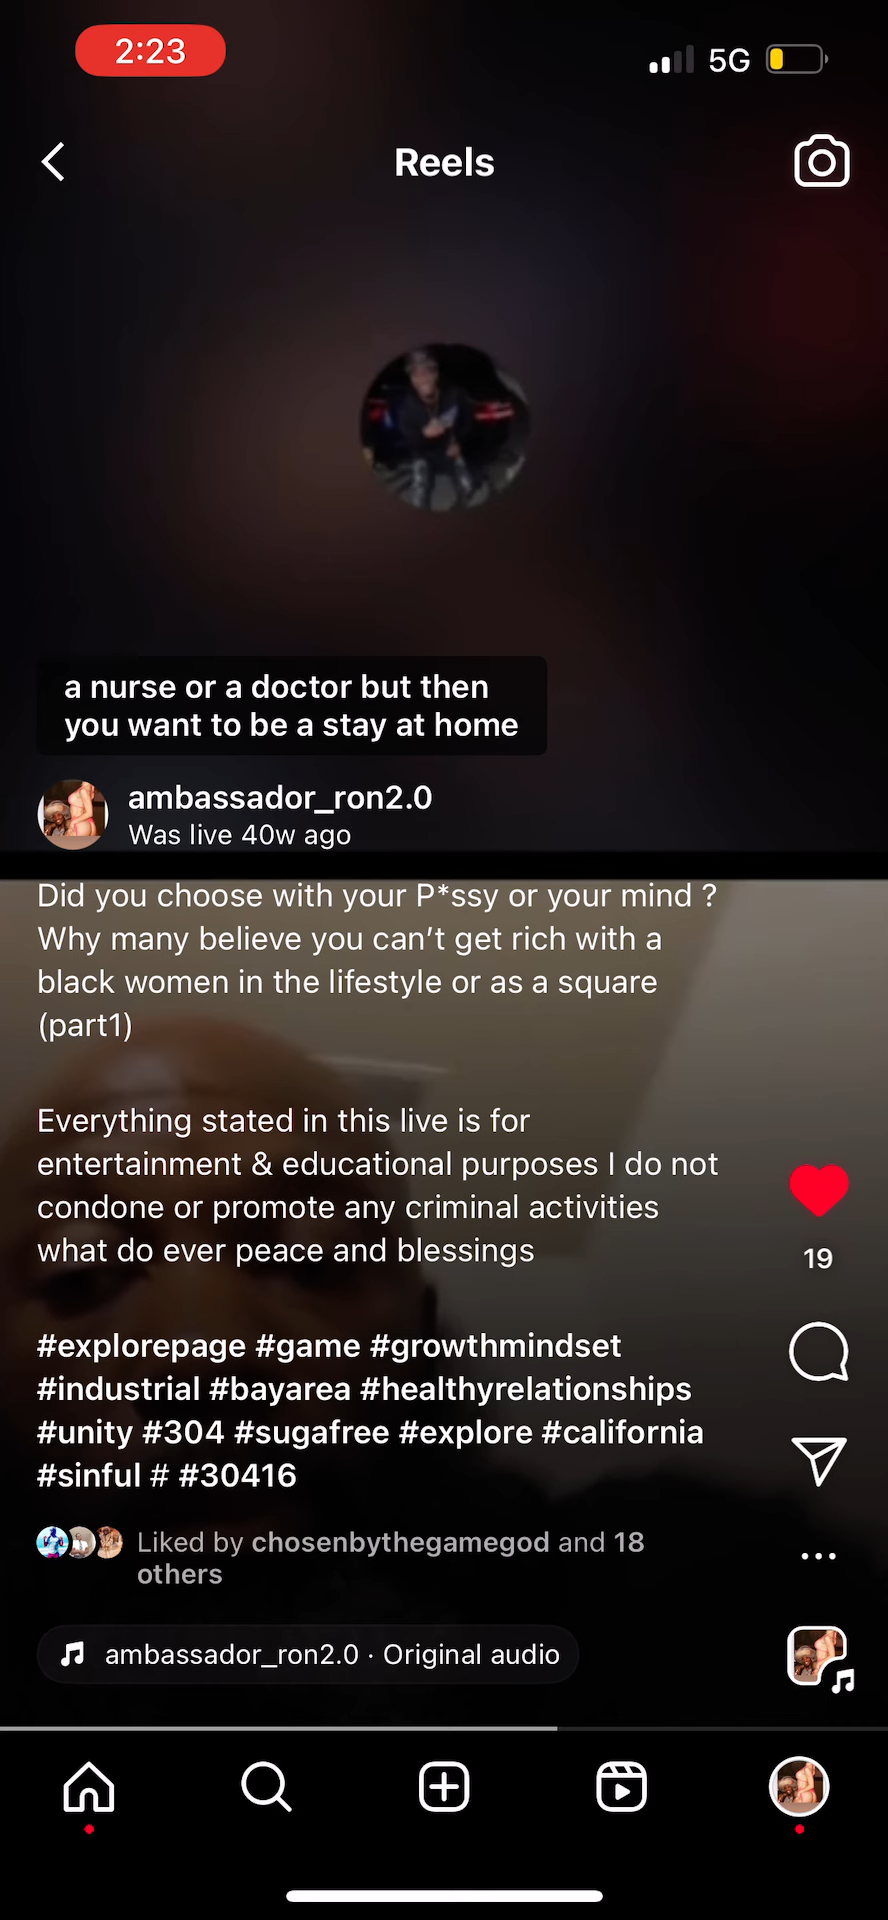 2:23
5G
Reels
a nurse or a doctor but then
you want to be a stay at home
ambassador_ron2.0
Was live 40w ago
Did you choose with your P*ssy or your mind ?
Why many believe you can’t get rich with a
black women in the lifestyle or as a square
(part1)
Everything stated in this live is for
entertainment & educational purposes I do not
condone or promote any criminal activities
what do ever peace and blessings
#explorepage #game #growthmindset
#industrial #bayarea #healthyrelationships
#unity #304 #sugafree #explore #california
#sinful # #30416
19
Liked by chosenbythegamegod and 18
others
ambassador_ron2.0 · Original audio